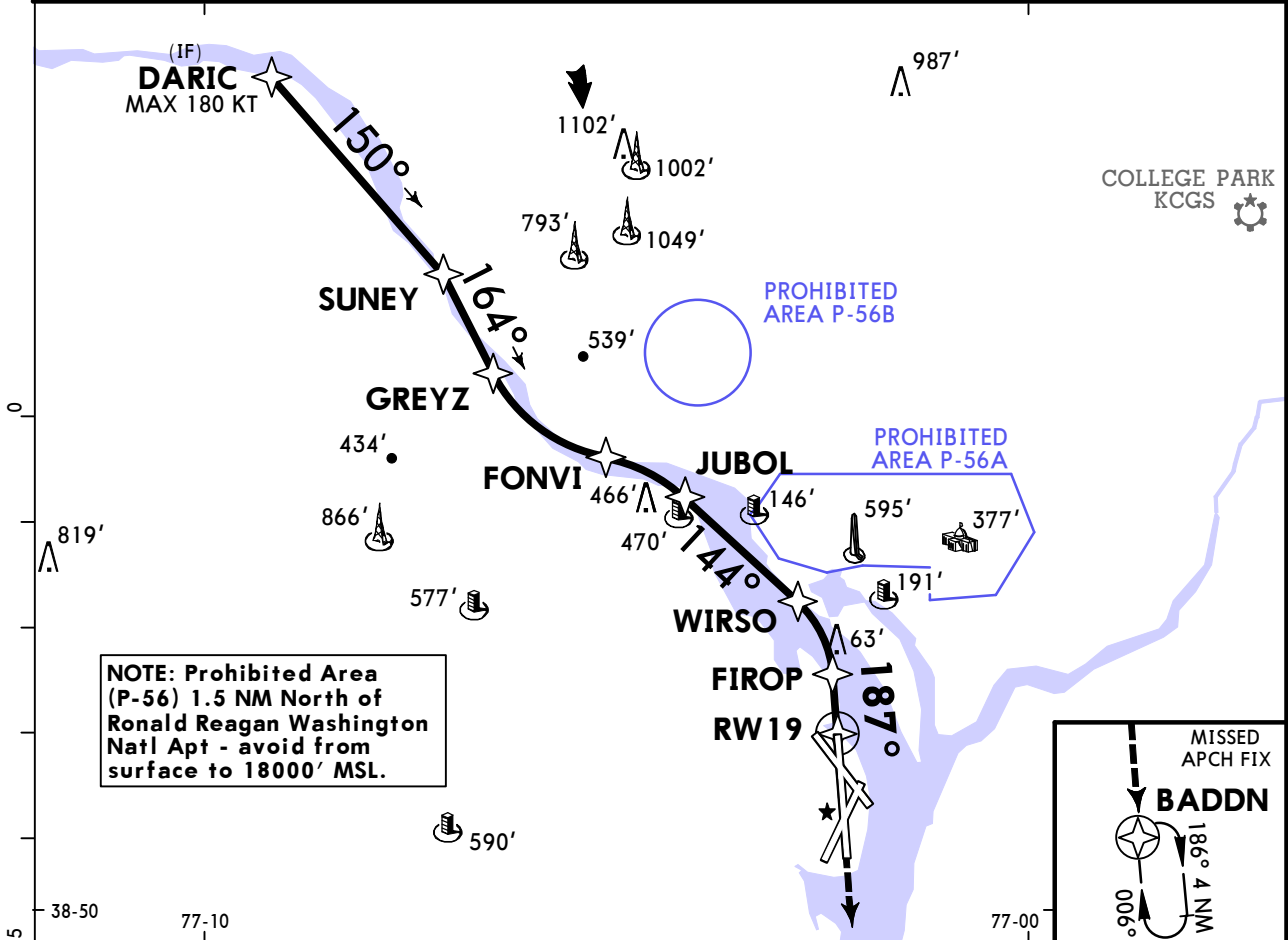 (IF)
DARIC
MAX 180 KT
987'
150°
1102'
1002'
COLLEGE PARK
KCGS
793'
1049'
SUNEY
164°
PROHIBITED
AREA P-56B
539'
GREYZ
0
434'
FONVI
JUBOL
PROHIBITED
AREA P-56A
466'
146'
595'
377'
866'
819'
470'
144°
577'
191'
WIRSO
63'
NOTE: Prohibited Area
(P-56) 1.5 NM North of
Ronald Reagan Washington
Natl Apt - avoid from
surface to 18000' MSL.
FIROP
187°
RW19
MISSED
APCH FIX
BADDN
590'
186° 4 NM
006°
5
38-50
77-10
77-00